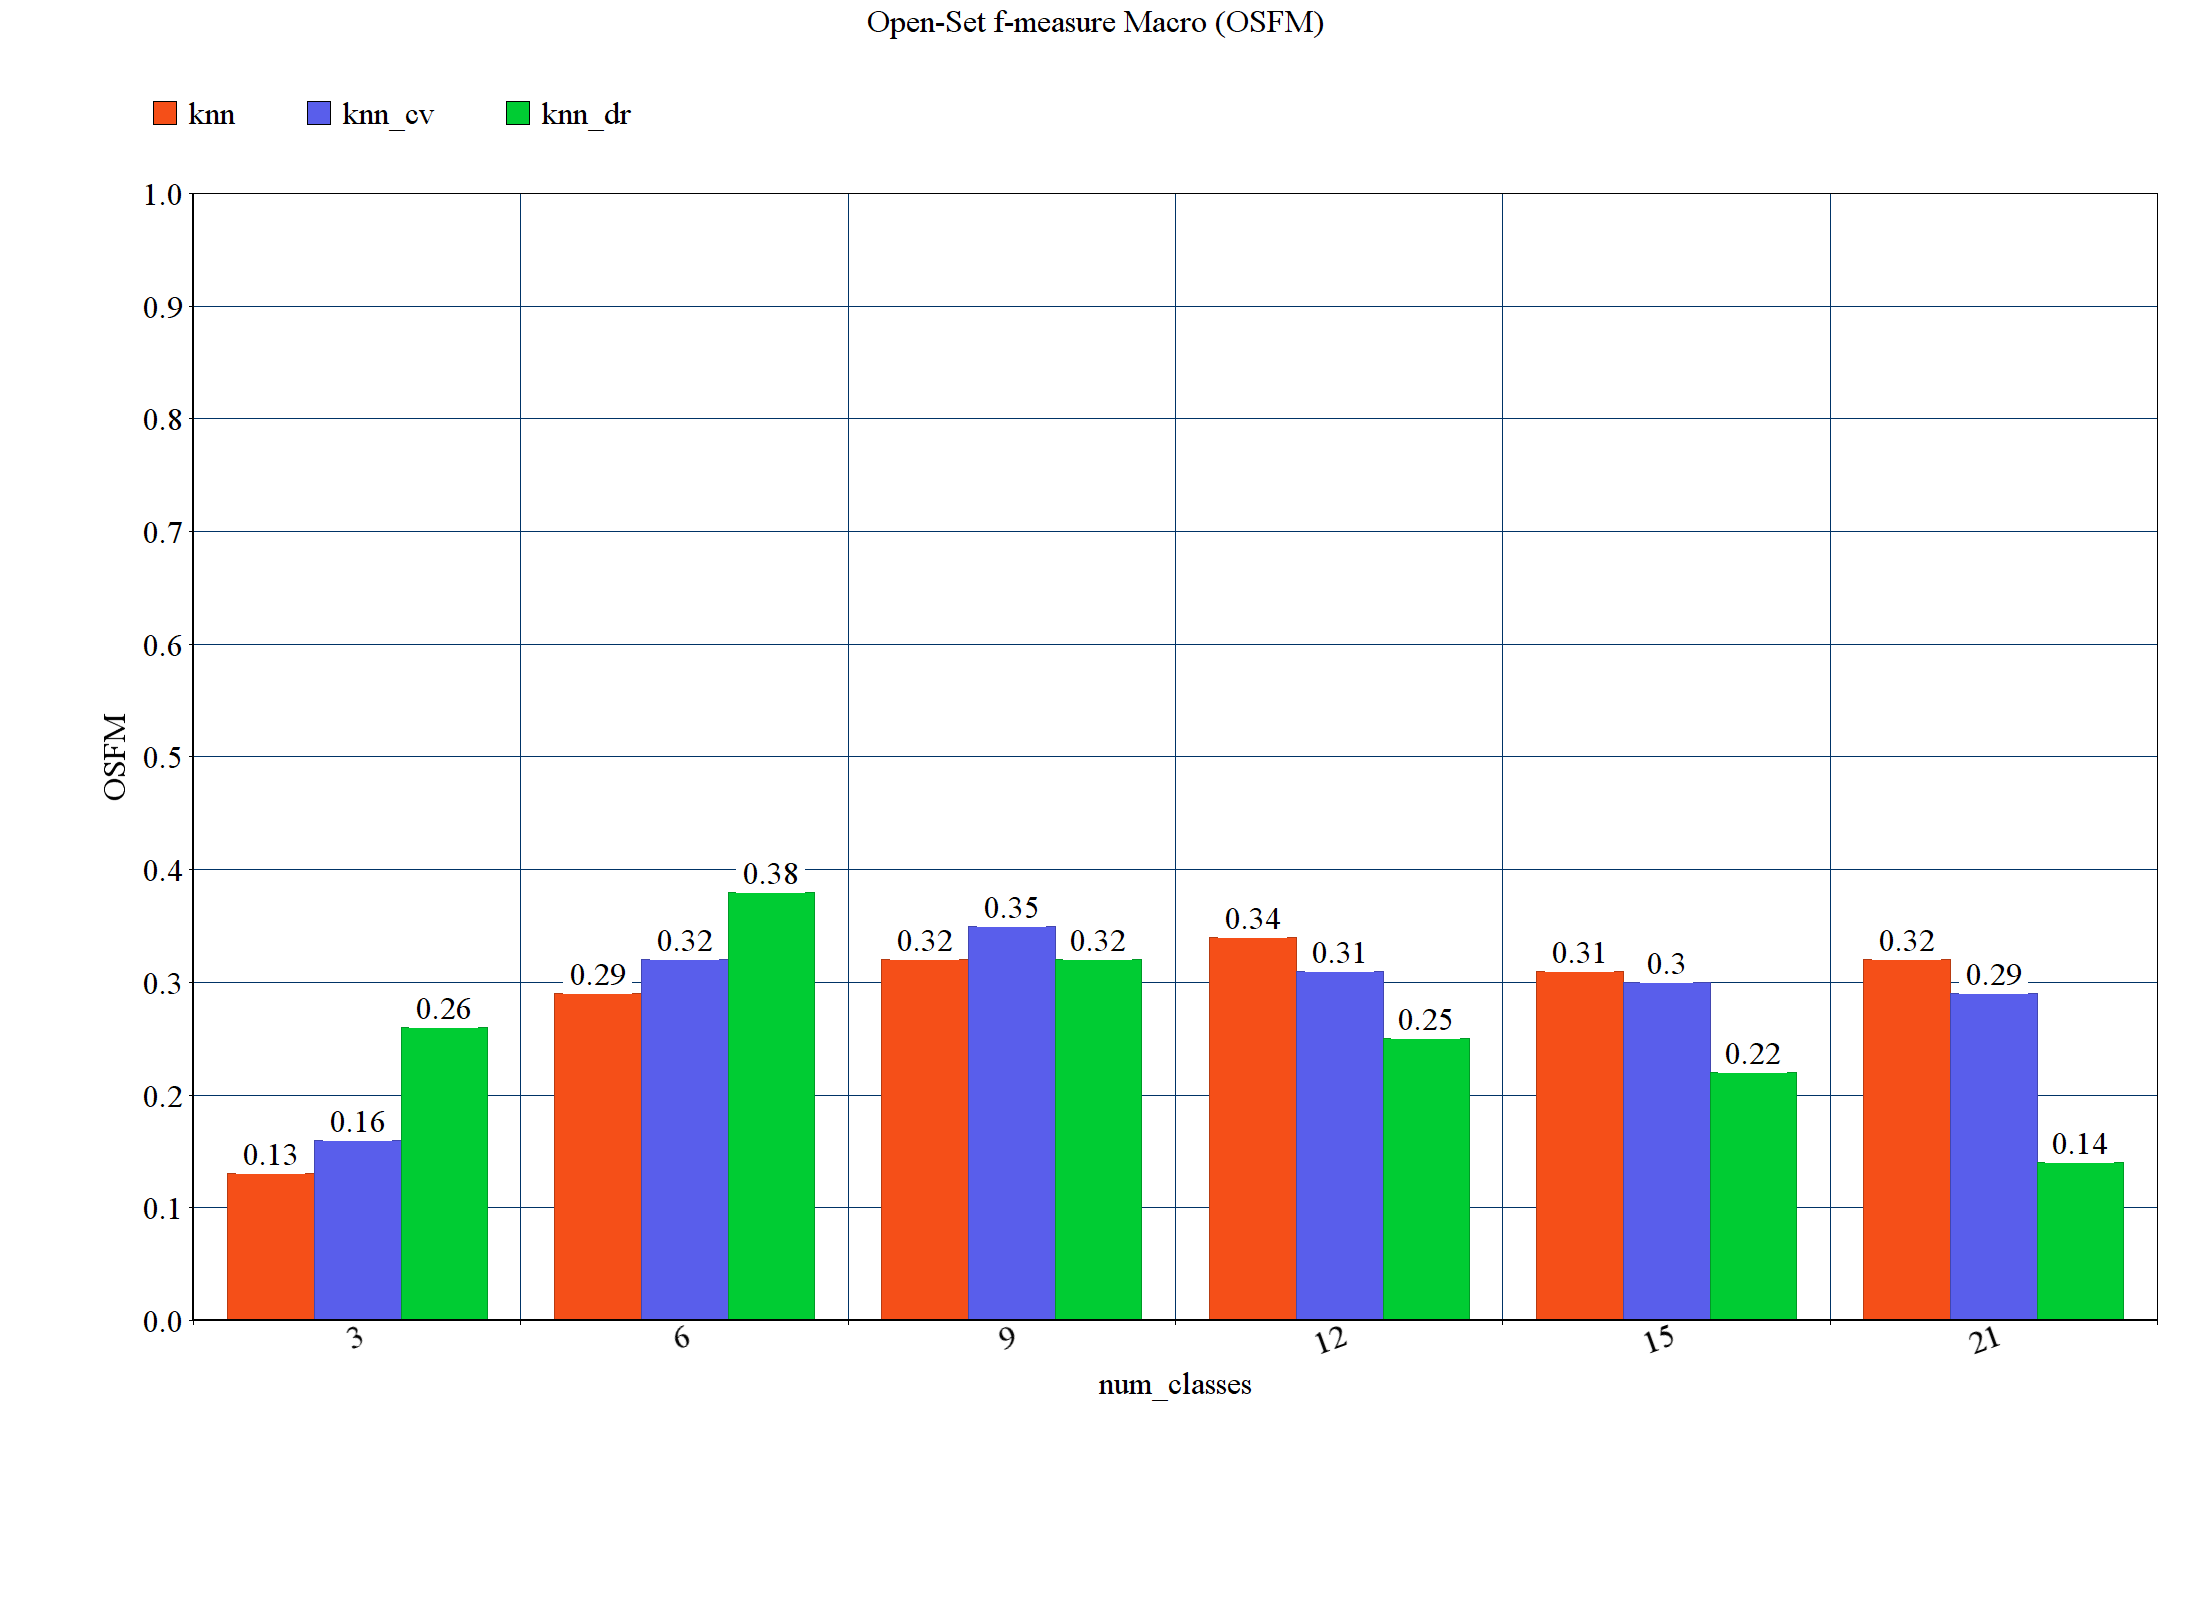 Open-Set f-measure Macro (OSFM)
knn knn_cv knn_dr
1.0
0.9
0.8
0.7
0.6
0.5
0.4
0.3
0.2
0.1
0.0
OSFM
0.13 0.16 0.26
0.29 0.32 0.38
0.32 0.35 0.32
0.34 0.31 0.25
0.31 0.3 0.22
0.32 0.29 0.14
3 6 9 12 15 21
num_classes